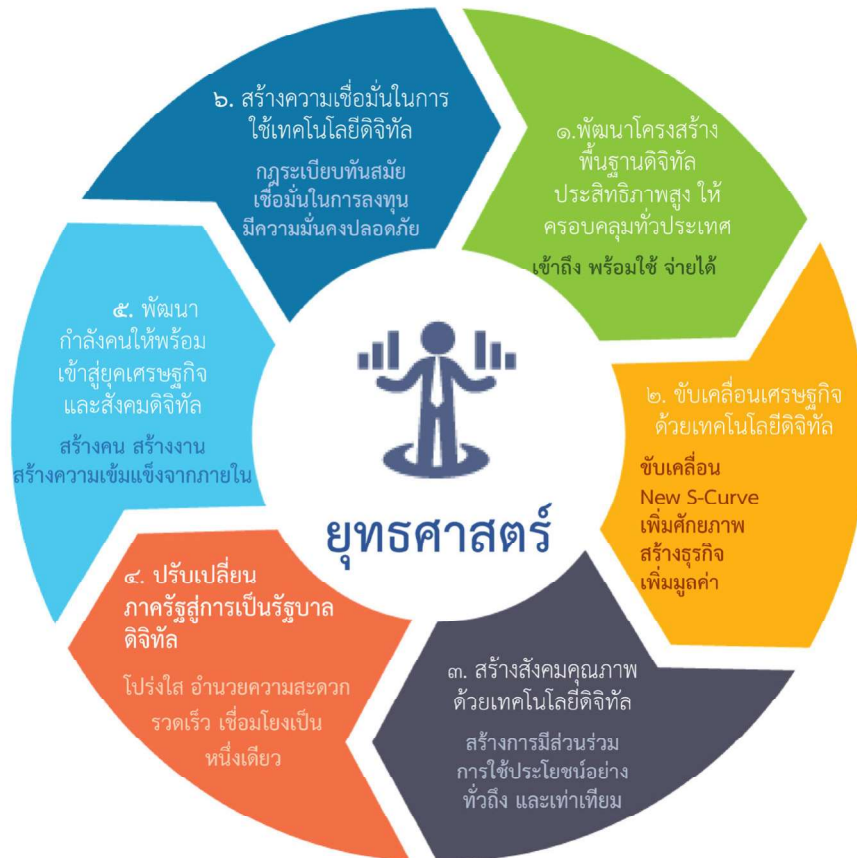 ๖. สร้างความเชื่อมั่นในการ
ใช้เทคโนโลยีดิจิทัล
กฎระเบียบทันสมัย
เชื่อมั่นในการลงทุน
มีความมั่นคงปลอดภัย
๑.พัฒนาโครงสร้าง
พื้นฐานดิจิทัล
ประสิทธิภาพสูง ให้
ครอบคลุมทั่วประเทศ
เข้าถึง พร้อมใช้ จ่ายได้
๒. ขับเคลื่อนเศรษฐกิจ
ด้วยเทคโนโลยีดิจิทัล
ขับเคลื่อน
New S-Curve
เพิ่มศักยภาพ
สร้างธุรกิจ
เพิ่มมูลค่า
๓. สร้างสังคมคุณภาพ
ด้วยเทคโนโลยีดิจิทัล
สร้างการมีส่วนร่วม
การใช้ประโยชน์อย่าง
ทั่วถึง และเท่าเทียม
๔. ปรับเปลี่ยน
ภาครัฐสู่การเป็นรัฐบาล
ดิจิทัล
โปร่งใส อำนวยความสะดวก
รวดเร็ว เชื่อมโยงเป็น
หนึ่งเดียว
๕. พัฒนา
กำลังคนให้พร้อม
เข้าสู่ยุคเศรษฐกิจ
และสังคมดิจิทัล
สร้างคน สร้างงาน
สร้างความเข้มแข็งจากภายใน
ยุทธศาสตร์